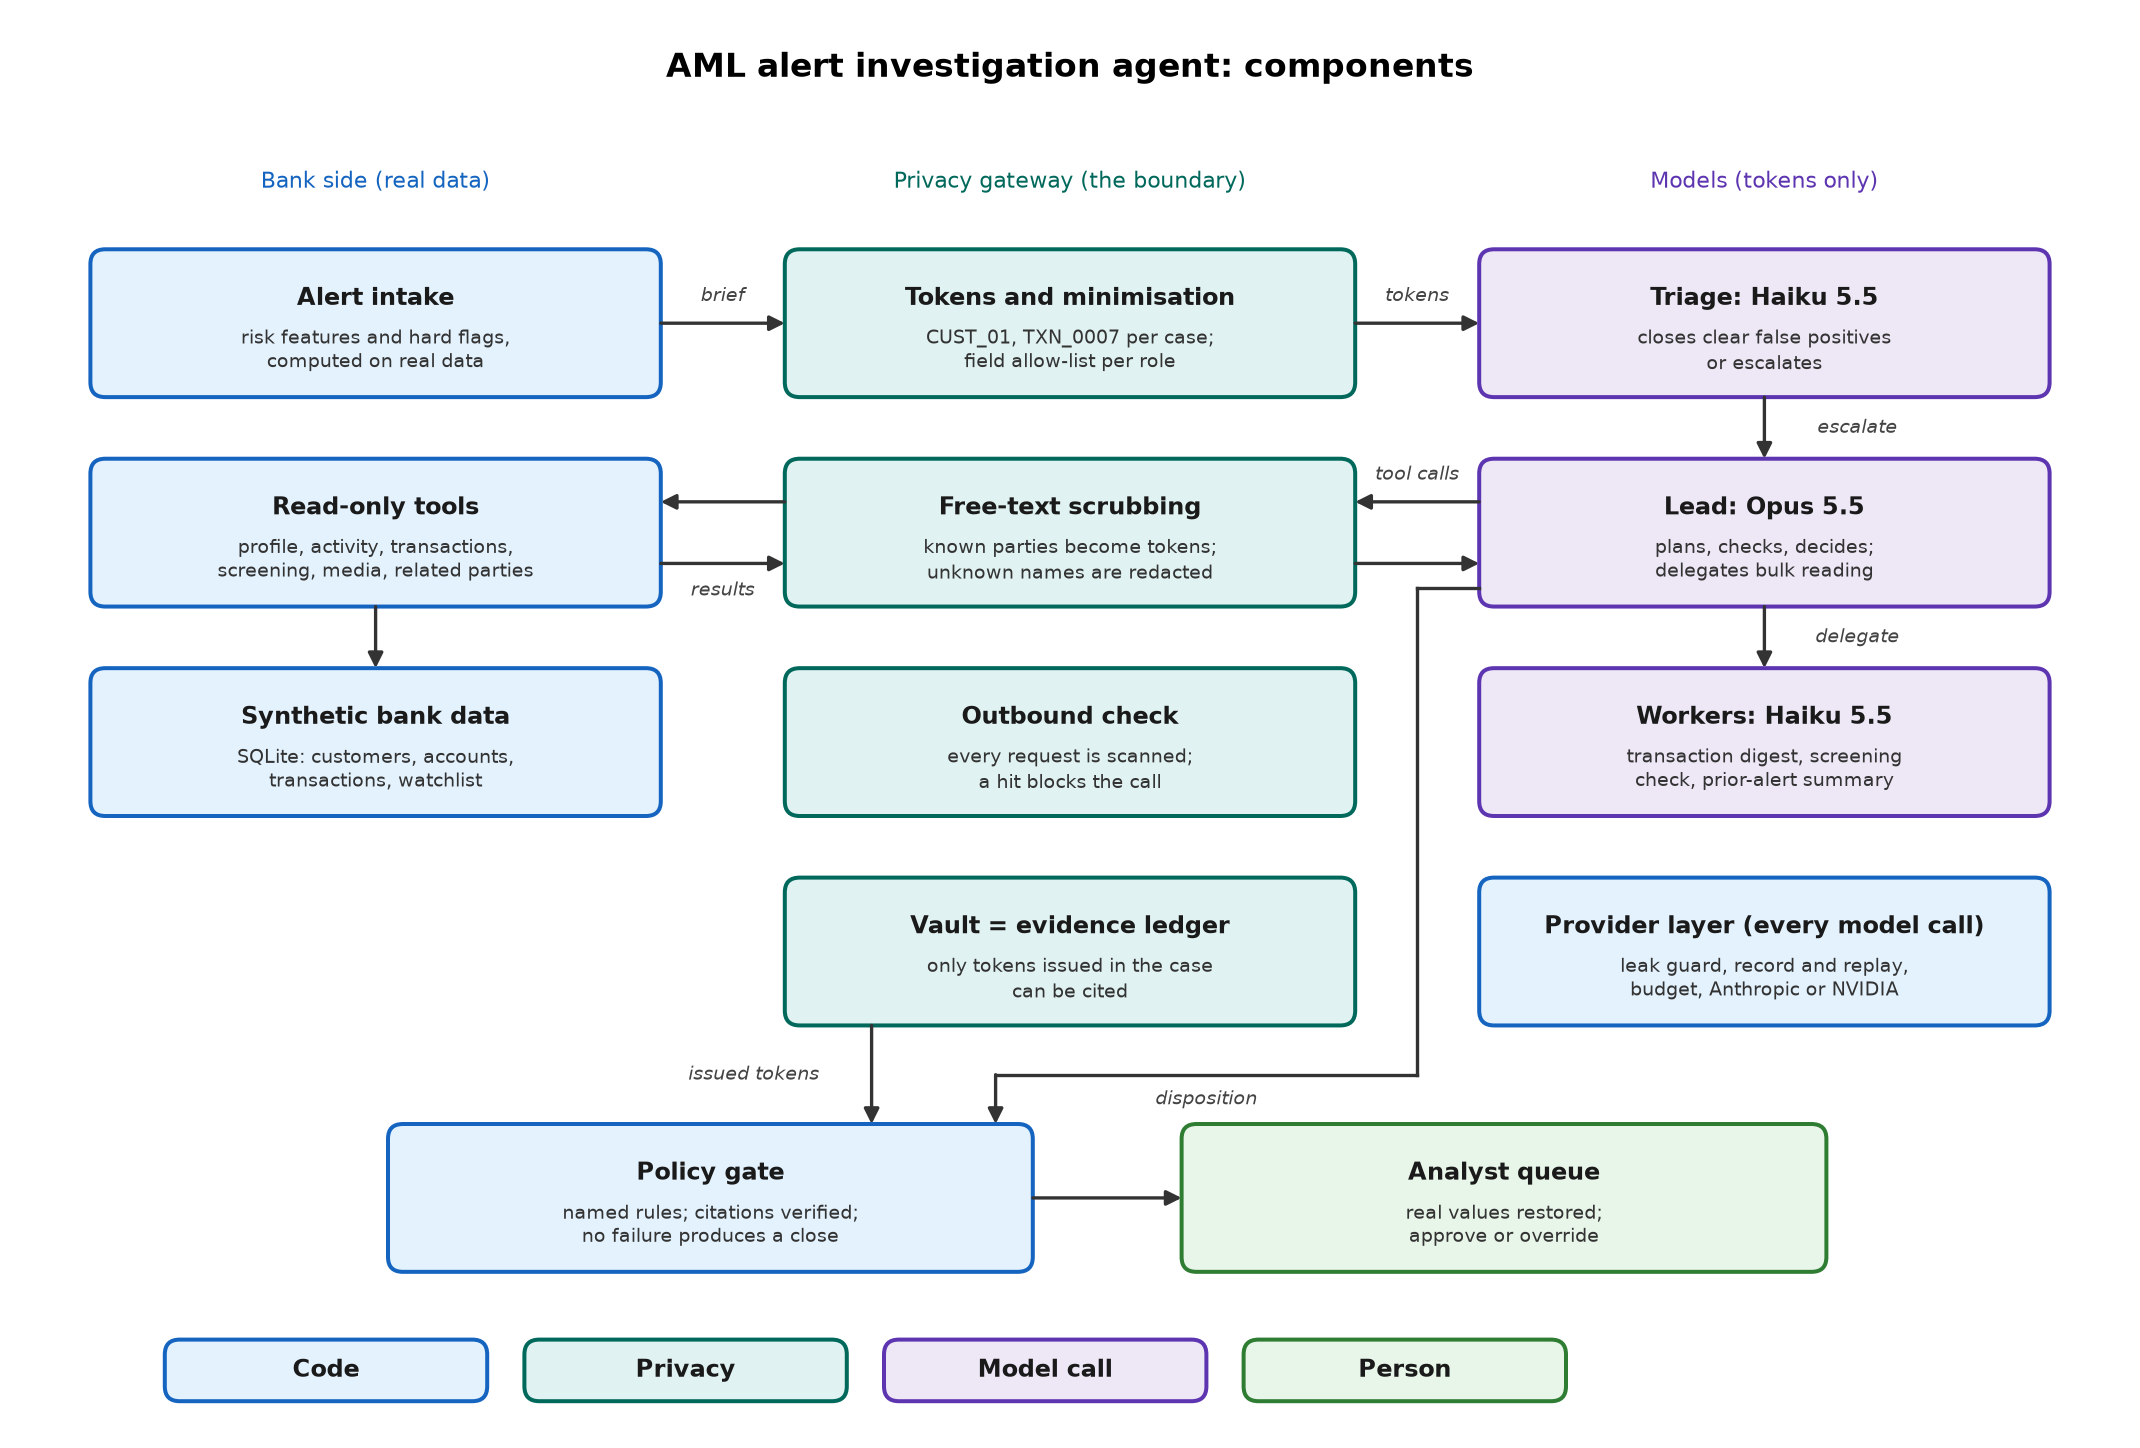 AML alert investigation agent: components
Bank side (real data)
Privacy gateway (the boundary)
Models (tokens only)
Alert intake
risk features and hard flags,
computed on real data
brief
Tokens and minimisation
CUST_01, TXN_0007 per case;
field allow-list per role
tokens
Triage: Haiku 5.5
closes clear false positives
or escalates
escalate
Read-only tools
profile, activity, transactions,
screening, media, related parties
results
Free-text scrubbing
known parties become tokens;
unknown names are redacted
tool calls
Lead: Opus 5.5
plans, checks, decides;
delegates bulk reading
delegate
Synthetic bank data
SQLite: customers, accounts,
transactions, watchlist
Outbound check
every request is scanned;
a hit blocks the call
Workers: Haiku 5.5
transaction digest, screening
check, prior-alert summary
Vault = evidence ledger
only tokens issued in the case
can be cited
Provider layer (every model call)
leak guard, record and replay,
budget, Anthropic or NVIDIA
issued tokens
disposition
Policy gate
named rules; citations verified;
no failure produces a close
Analyst queue
real values restored;
approve or override
Code
Privacy
Model call
Person